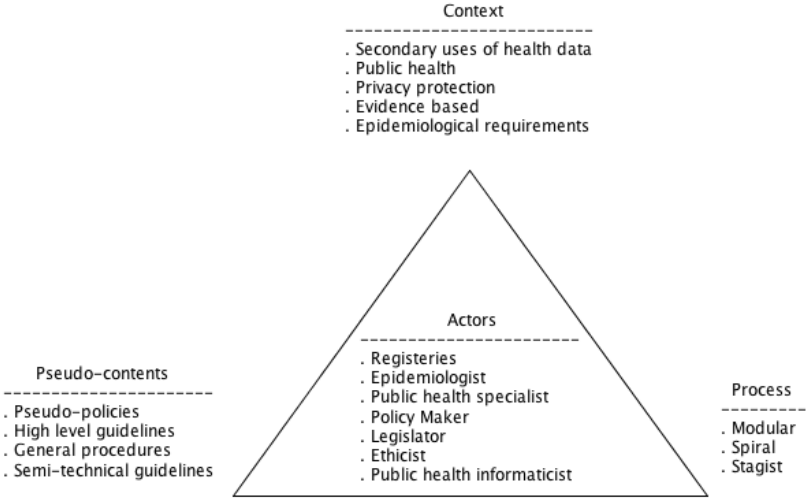 Context
---------------------------
. Secondary uses of health data
. Public health
. Privacy protection
. Evidence based
. Epidemiological requirements
Actors
------------------------
. Registeries
. Epidemiologist
. Public health specialist
. Policy Maker
. Legislator
. Ethicist
. Public health informaticist
Pseudo-contents
-----------------------
. Pseudo-policies
. High level guidelines
. General procedures
. Semi-technical guidelines
Process
---------
. Modular
. Spiral
. Stagist